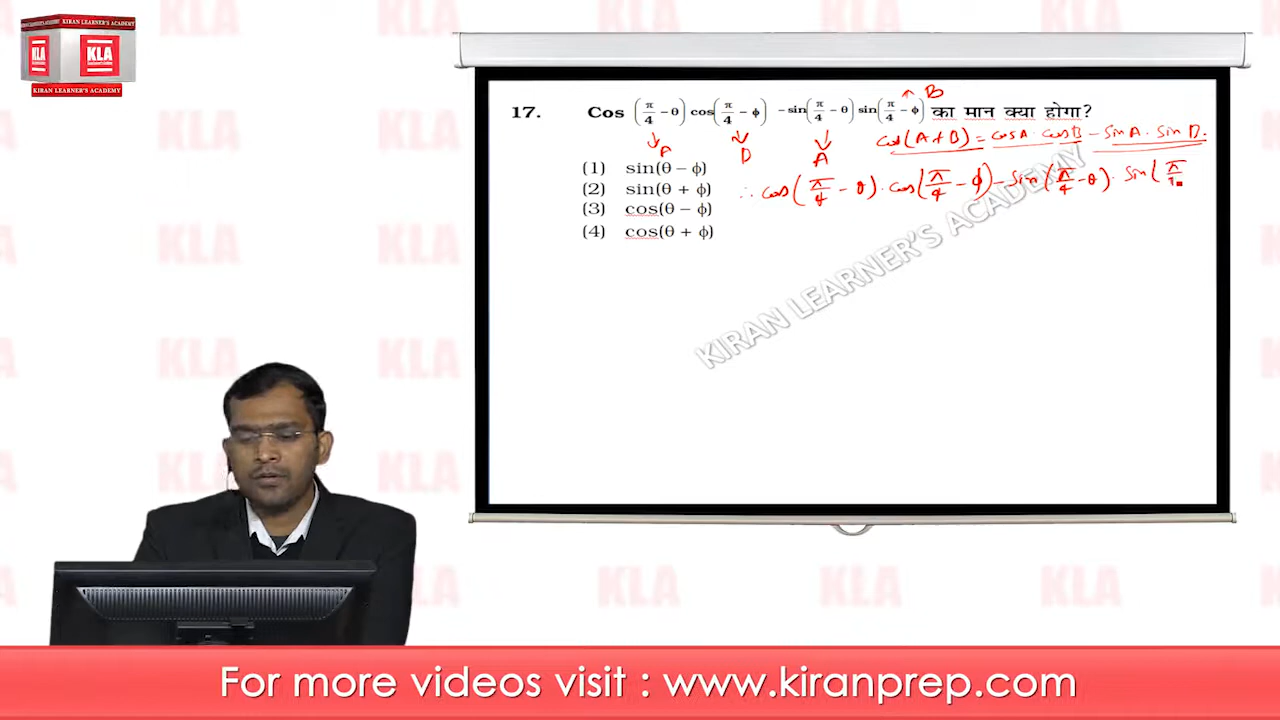 KIRAN LEARNER'S ACADEMY
KLA
KLA
KIRAN LEARNER'S ACADEMY
17. Cos (π/4 − θ) cos(π/4 − ϕ) − sin(π/4 − θ) sin(π/4 − ϕ) का मान क्या होगा?
B
A
B
A
cos(A + B) = cosA · cosB − sinA · sinB.
(1) sin(θ − ϕ)
(2) sin(θ + ϕ)
(3) cos(θ − ϕ)
(4) cos(θ + ϕ)
∴ cos(π/4 − θ) · cos(π/4 − ϕ) − sin(π/4 − θ) · sin(π/
KIRAN LEARNER'S ACADEMY
For more videos visit : www.kiranprep.com